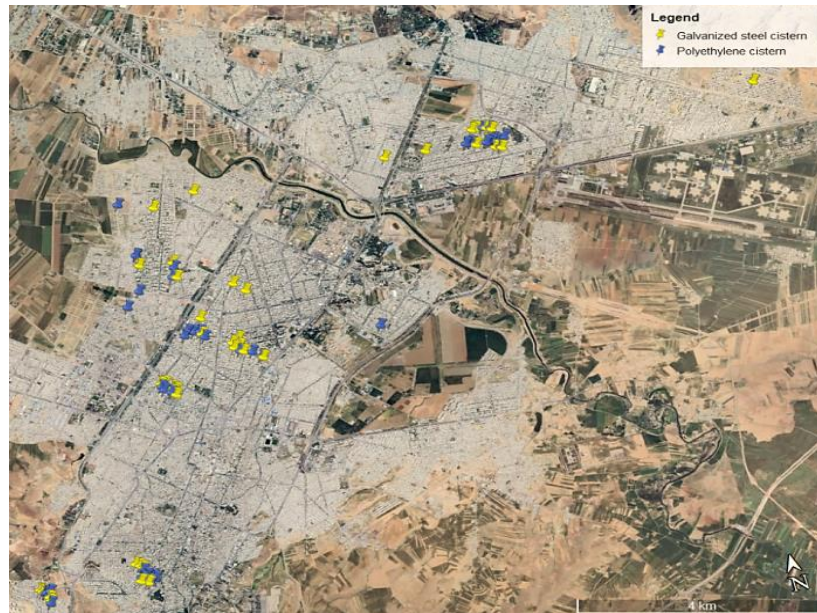 Legend
Galvanized steel cistern
Polyethylene cistern
N
4 km